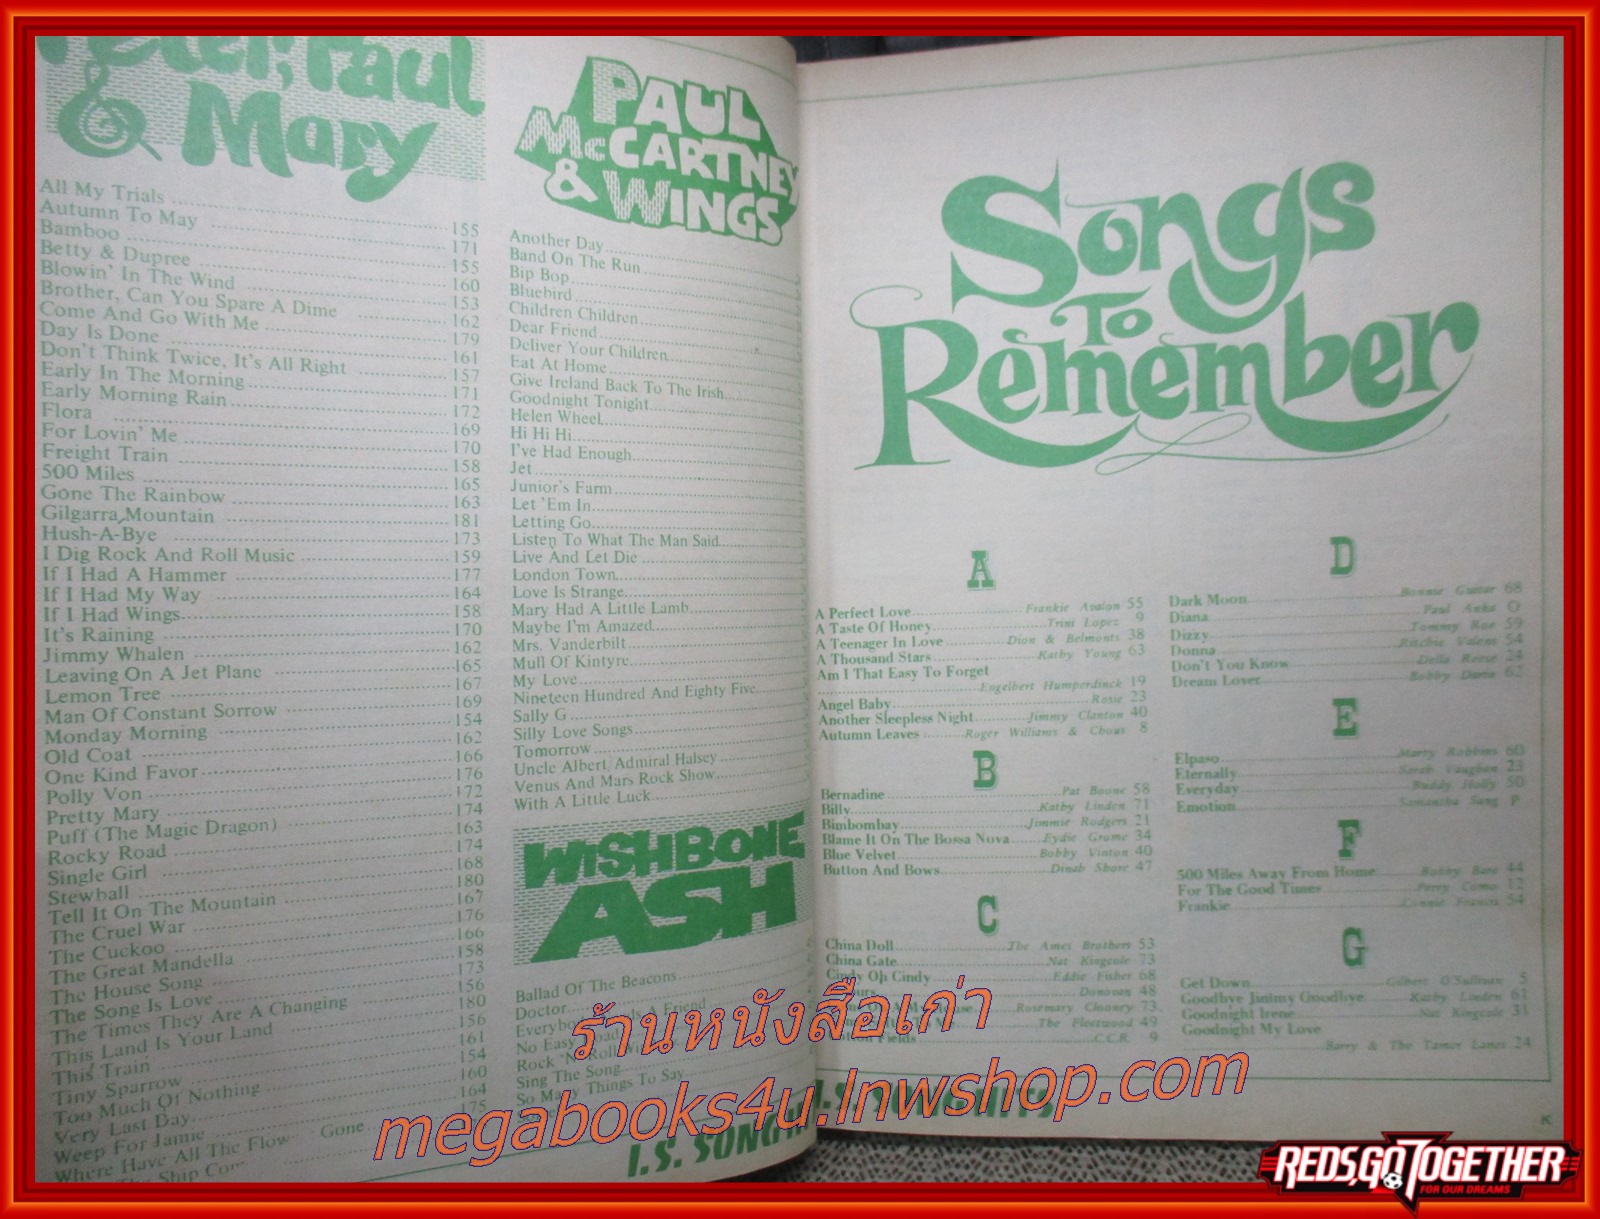 Peter, Paul
& Mary
All My Trials
Autumn To May 155
Bamboo 171
Betty & Dupree 155
Blowin' In The Wind 160
Brother, Can You Spare A Dime 153
Come And Go With Me 162
Day Is Done 179
Don't Think Twice, It's All Right 161
Early In The Morning 157
Early Morning Rain 171
Flora 172
For Lovin' Me 169
Freight Train 170
500 Miles 158
Gone The Rainbow 165
Gilgarra Mountain 163
Hush-A-Bye 181
I Dig Rock And Roll Music 173
If I Had A Hammer 159
If I Had My Way 177
If I Had Wings 164
It's Raining 158
Jimmy Whalen 170
Leaving On A Jet Plane 162
Lemon Tree 165
Man Of Constant Sorrow 167
Monday Morning 169
Old Coat 154
One Kind Favor 162
Polly Von 166
Pretty Mary 176
Puff (The Magic Dragon) 172
Rocky Road 174
Single Girl 163
Stewball 174
Tell It On The Mountain 168
The Cruel War 180
The Cuckoo 167
The Great Mandella 176
The House Song 166
The Song Is Love 158
The Times They Are A Changing 173
This Land Is Your Land 156
This Train 180
Tiny Sparrow 156
Too Much Of Nothing 161
Very Last Day 154
Weep For Jamie 160
Where Have All The Flow Gone 164
Ship 175
PAUL
McCARTNEY
& WINGS
Another Day
Band On The Run
Bip Bop
Bluebird
Children Children
Dear Friend
Deliver Your Children
Eat At Home
Give Ireland Back To The Irish
Goodnight Tonight
Helen Wheel
Hi Hi Hi
I've Had Enough
Jet
Junior's Farm
Let 'Em In
Letting Go
Listen To What The Man Said
Live And Let Die
London Town
Love Is Strange
Mary Had A Little Lamb
Maybe I'm Amazed
Mrs. Vanderbilt
Mull Of Kintyre
My Love
Nineteen Hundred And Eighty Five
Sally G
Silly Love Songs
Tomorrow
Uncle Albert/Admiral Halsey
Venus And Mars Rock Show
With A Little Luck
WISHBONE
ASH
Ballad Of The Beacons
Doctor
Everybody A Friend
No Easy Road
Rock 'N Roll
Sing The Song
So Many Things To Say
I.S. SONG
Songs
To
Remember
A
A Perfect Love Frankie Avalon 55
A Taste Of Honey Trini Lopez 9
A Teenager In Love Dion & Belmonts 38
A Thousand Stars Kathy Young 63
Am I That Easy To Forget
Engelbert Humperdinck 19
Angel Baby Rosie 23
Another Sleepless Night Jimmy Clanton 40
Autumn Leaves Roger Williams & Chous 8
B
Bernadine Pat Boone 58
Billy Kathy Linden 71
Bimbombay Jimmie Rodgers 21
Blame It On The Bossa Nova Eydie Grome 34
Blue Velvet Bobby Vinton 40
Button And Bows Dinah Shore 47
C
China Doll The Ames Brothers 53
China Gate Nat Kingcole 73
Cindy Oh Cindy Eddie Fisher 68
Donovan 48
Rosemary Clooney 73
The Fleetwood 49
Fields C.C.R. 9
D
Dark Moon Bonnie Guitar 68
Diana Paul Anka O
Dizzy Tommy Roe 59
Donna Ritchie Valens 54
Don't You Know Della Reese 24
Dream Lover Bobby Darin 62
E
Elpaso Marty Robbins 60
Eternally Sarah Vaughan 23
Everyday Buddy Holly 50
Emotion Samantha Sang P
F
500 Miles Away From Home Bobby Bare 44
For The Good Times Perry Como 12
Frankie Connie Francis 54
G
Get Down Gilbert O'Sullivan 5
Goodbye Jimmy Goodbye Kathy Linden 61
Goodnight Irene Nat Kingcole 31
Goodnight My Love
Barry & The Tamer Lanes 24
K
ร้านหนังสือเก่า
megabooks4u.lnwshop.com
REDS,GO TOGETHER
FOR OUR DREAMS